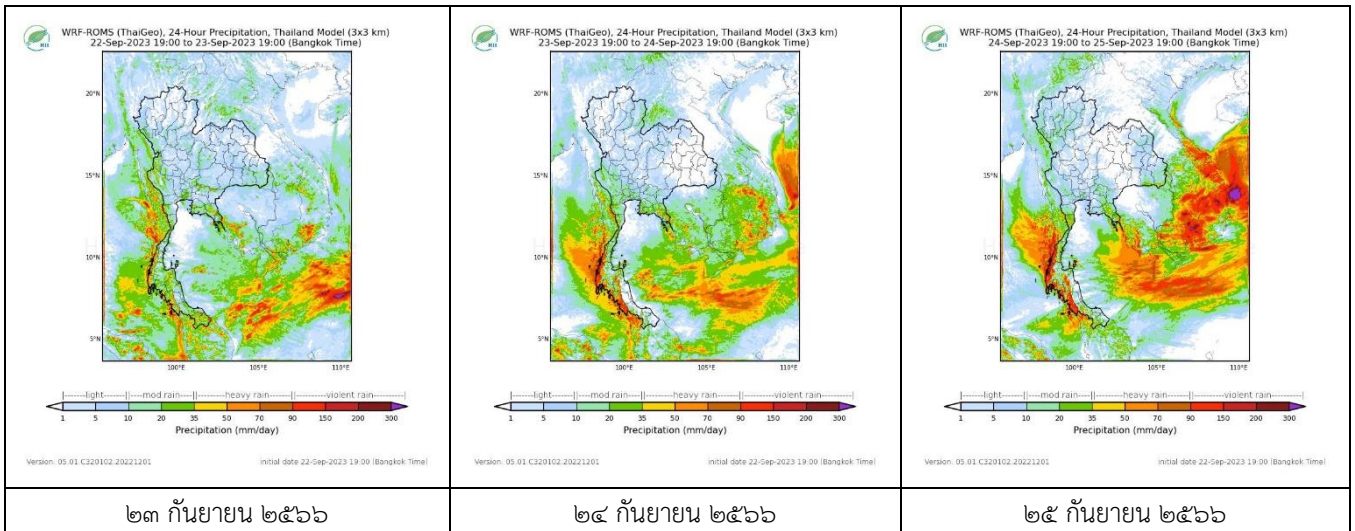 WRF-ROMS (ThaiGeo), 24-Hour Precipitation, Thailand Model (3x3 km)
22-Sep-2023 19:00 to 23-Sep-2023 19:00 (Bangkok Time)
20°N
15°N
10°N
5°N
100°E 105°E 110°E
|-------light-------||----mod.rain----||------heavy rain------||------violent rain------|
1 5 10 20 35 50 70 90 150 200 300
Precipitation (mm/day)
Version: 05.01.C320102.20221201 initial date 22-Sep-2023 19:00 (Bangkok Time)
๒๓ กันยายน ๒๕๖๖
WRF-ROMS (ThaiGeo), 24-Hour Precipitation, Thailand Model (3x3 km)
23-Sep-2023 19:00 to 24-Sep-2023 19:00 (Bangkok Time)
20°N
15°N
10°N
5°N
100°E 105°E 110°E
|-------light-------||----mod.rain----||------heavy rain------||------violent rain------|
1 5 10 20 35 50 70 90 150 200 300
Precipitation (mm/day)
Version: 05.01.C320102.20221201 initial date 22-Sep-2023 19:00 (Bangkok Time)
๒๔ กันยายน ๒๕๖๖
WRF-ROMS (ThaiGeo), 24-Hour Precipitation, Thailand Model (3x3 km)
24-Sep-2023 19:00 to 25-Sep-2023 19:00 (Bangkok Time)
20°N
15°N
10°N
5°N
100°E 105°E 110°E
|-------light-------||----mod.rain----||------heavy rain------||------violent rain------|
1 5 10 20 35 50 70 90 150 200 300
Precipitation (mm/day)
Version: 05.01.C320102.20221201 initial date 22-Sep-2023 19:00 (Bangkok Time)
๒๕ กันยายน ๒๕๖๖